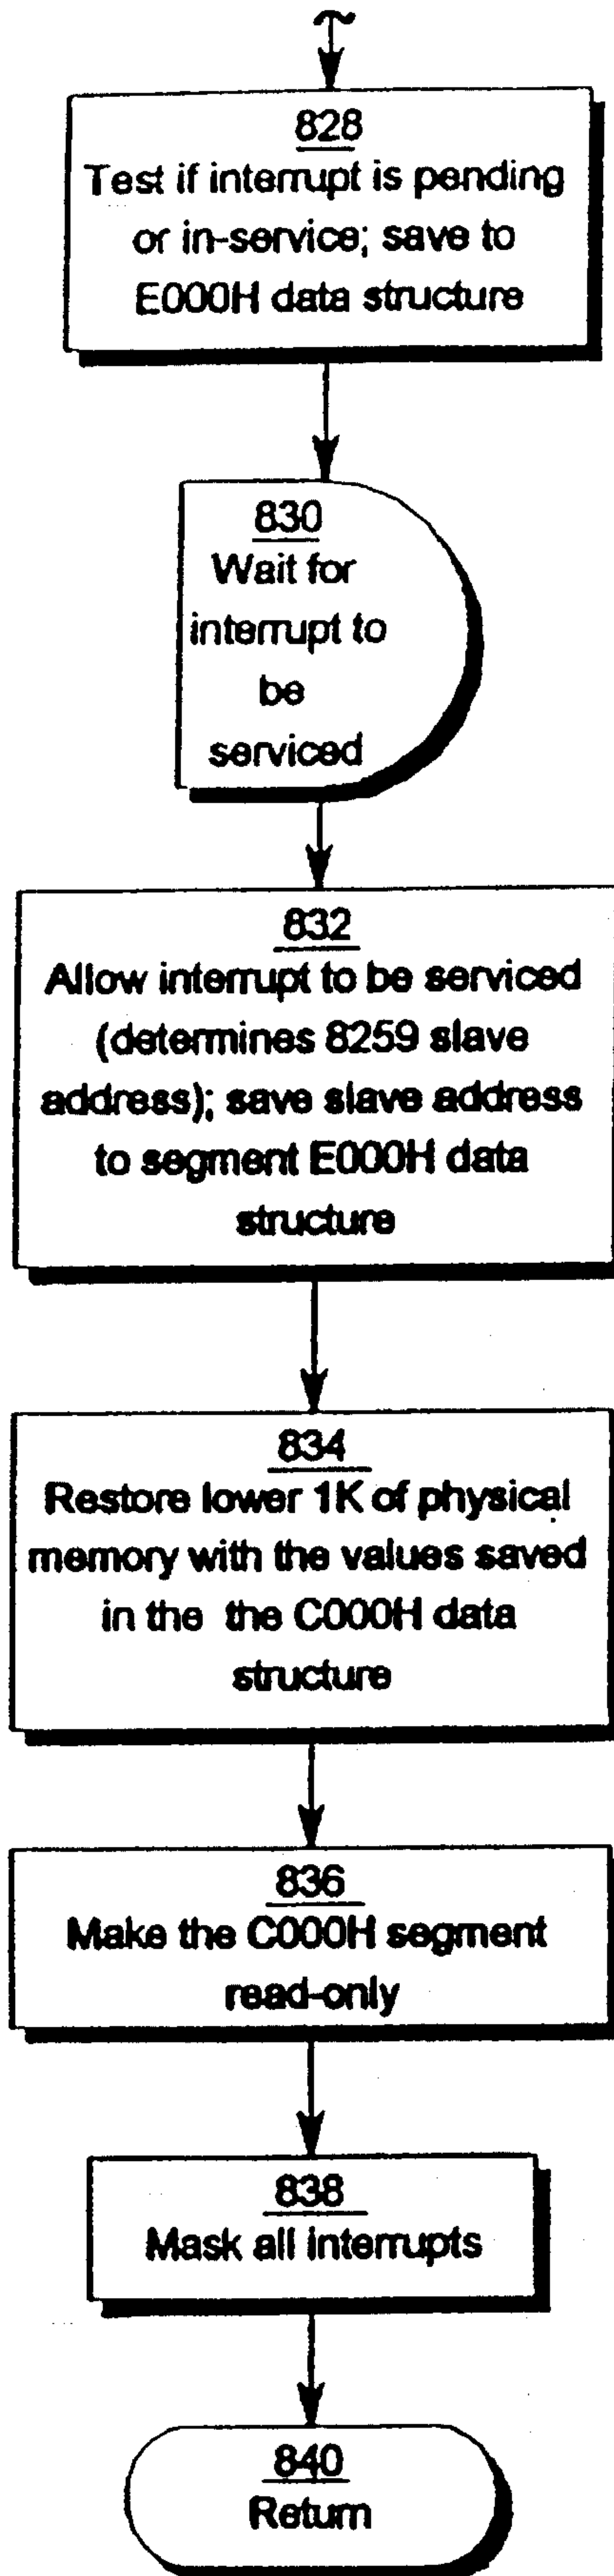 828
Test if interrupt is pending
or in-service; save to
E000H data structure
830
Wait for
interrupt to
be
serviced
832
Allow interrupt to be serviced
(determines 8259 slave
address); save slave address
to segment E000H data
structure
834
Restore lower 1K of physical
memory with the values saved
in the the C000H data
structure
836
Make the C000H segment
read-only
838
Mask all interrupts
840
Return